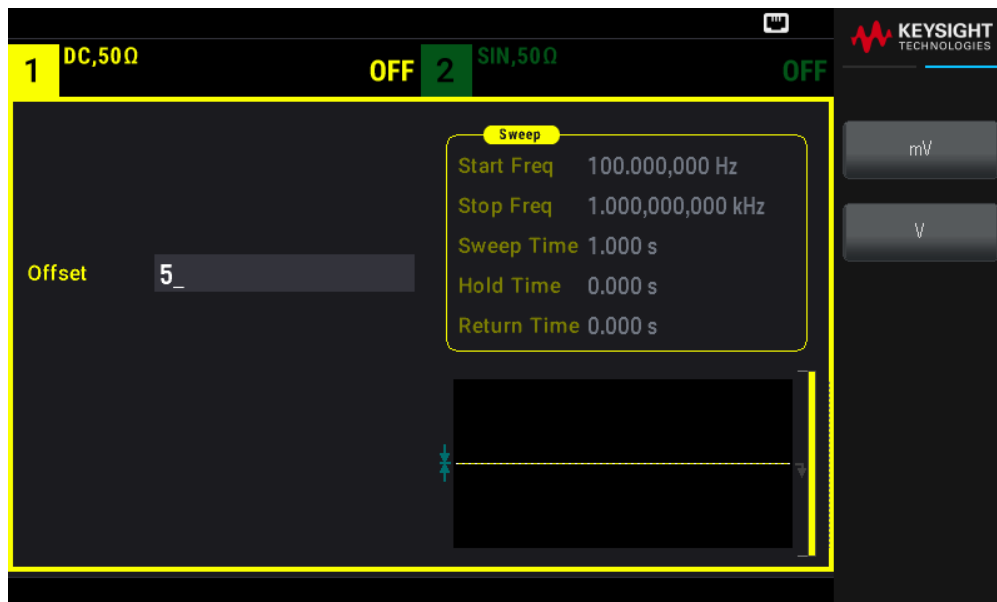 KEYSIGHT
TECHNOLOGIES
1 DC,50Ω OFF 2 SIN,50Ω OFF
Sweep
Start Freq 100.000,000 Hz
Stop Freq 1.000,000,000 kHz
Sweep Time 1.000 s
Hold Time 0.000 s
Return Time 0.000 s
Offset 5_
mV
V